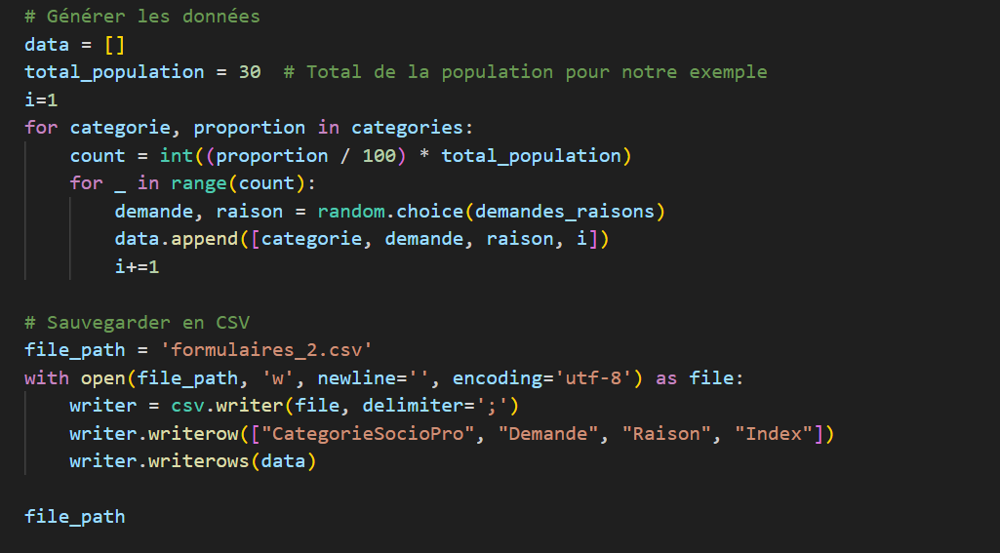 # Générer les données
data = []
total_population = 30  # Total de la population pour notre exemple
i=1
for categorie, proportion in categories:
    count = int((proportion / 100) * total_population)
    for _ in range(count):
        demande, raison = random.choice(demandes_raisons)
        data.append([categorie, demande, raison, i])
        i+=1

# Sauvegarder en CSV
file_path = 'formulaires_2.csv'
with open(file_path, 'w', newline='', encoding='utf-8') as file:
    writer = csv.writer(file, delimiter=';')
    writer.writerow(["CategorieSocioPro", "Demande", "Raison", "Index"])
    writer.writerows(data)

file_path